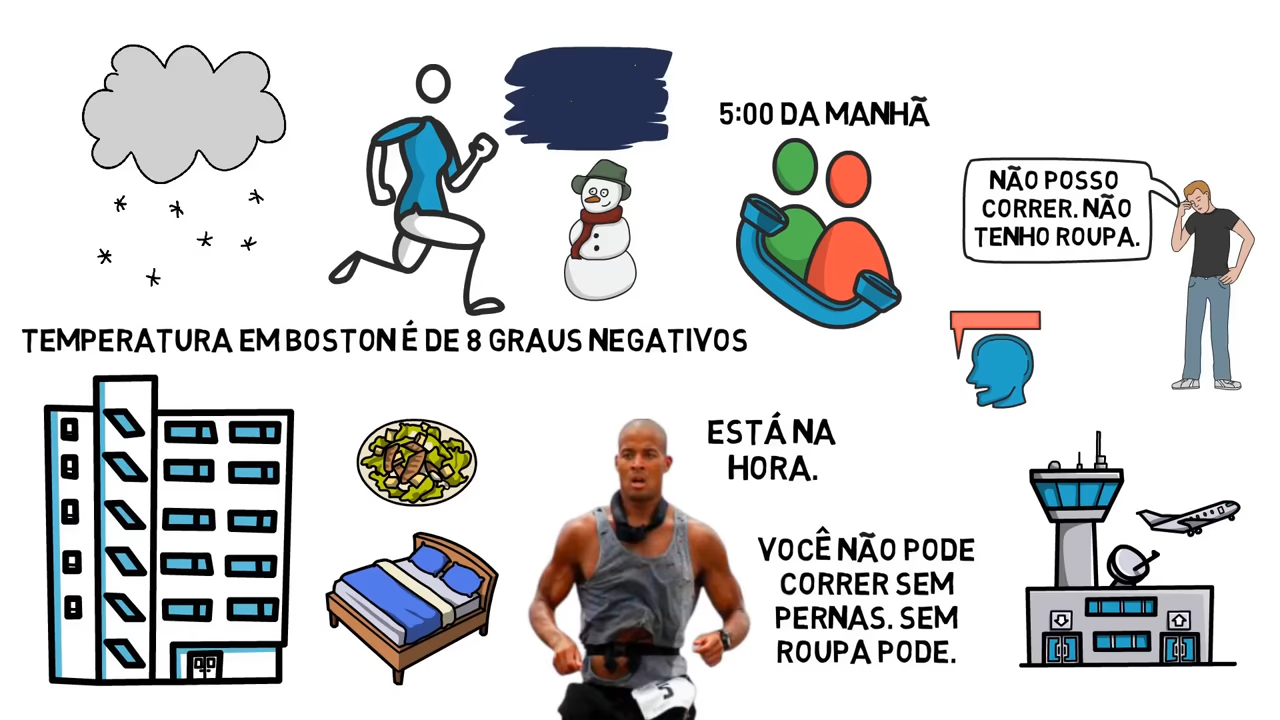 5:00 DA MANHÃ
NÃO POSSO
CORRER. NÃO
TENHO ROUPA.
TEMPERATURA EM BOSTON É DE 8 GRAUS NEGATIVOS
ESTÁ NA
HORA.
VOCÊ NÃO PODE
CORRER SEM
PERNAS. SEM
ROUPA PODE.